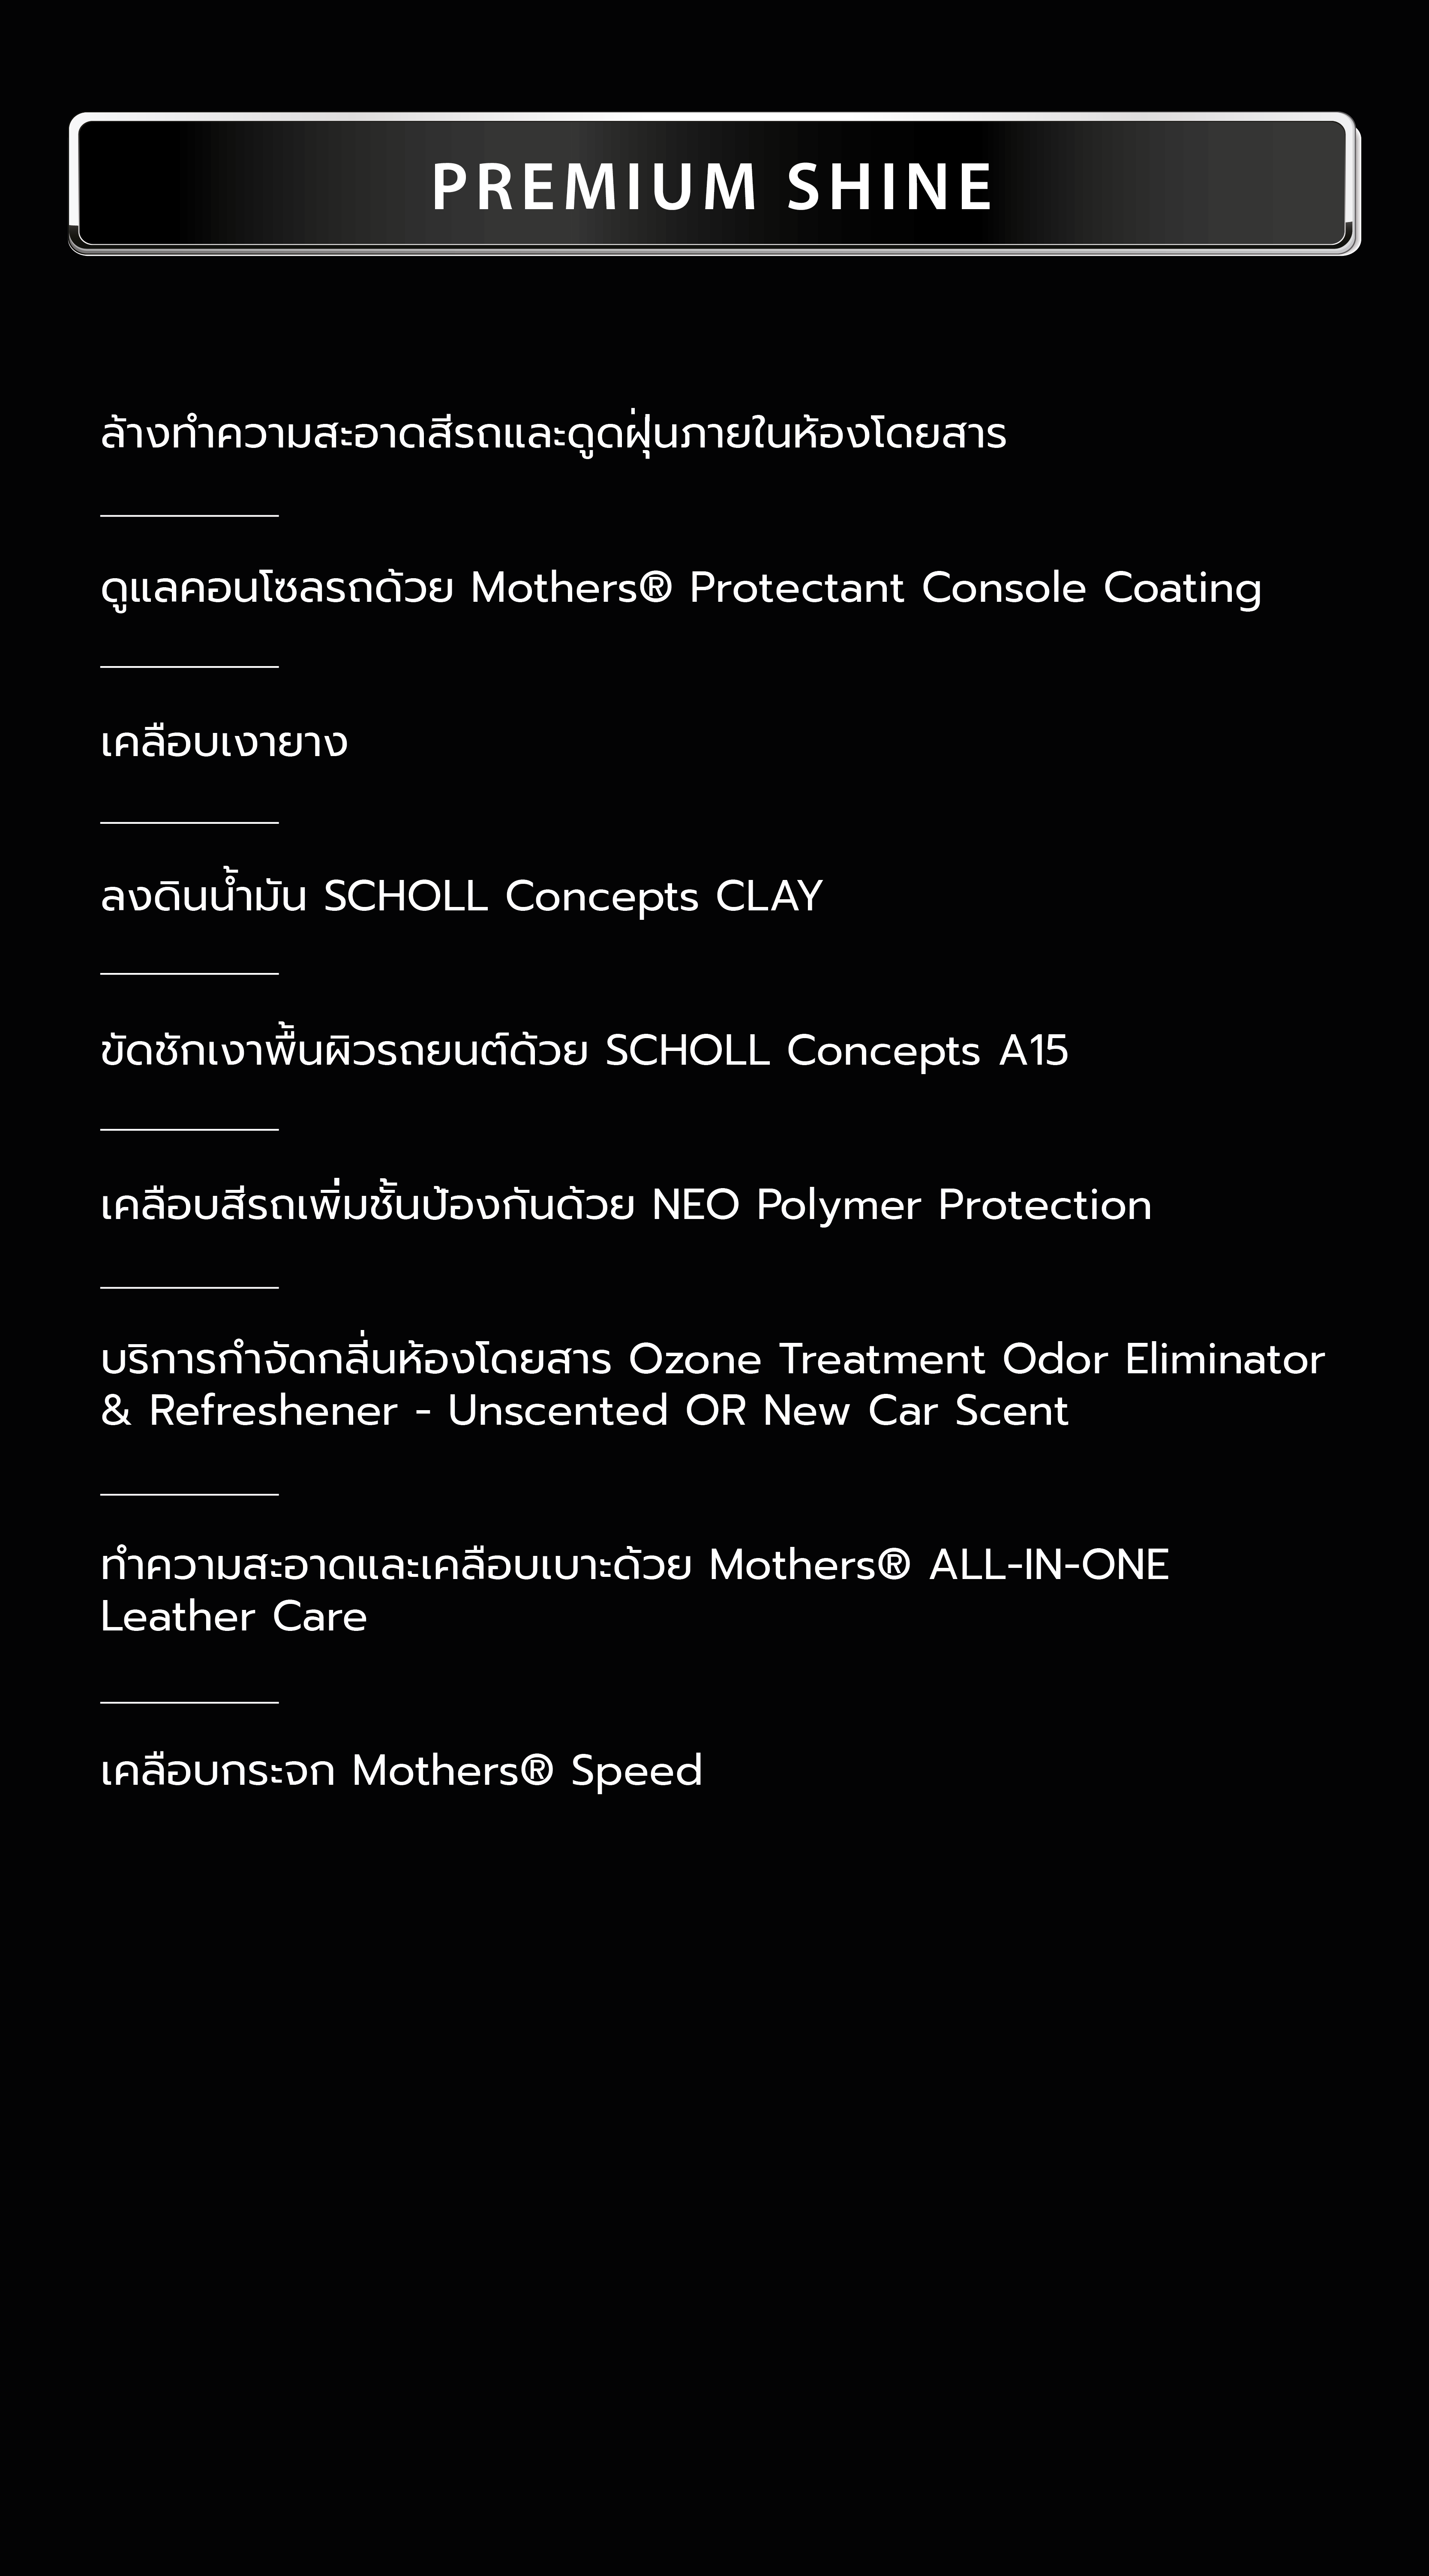 PREMIUM SHINE
ล้างทำความสะอาดสีรถและดูดฝุ่นภายในห้องโดยสาร
ดูแลคอนโซลรถด้วย Mothers® Protectant Console Coating
เคลือบเงายาง
ลงดินน้ำมัน SCHOLL Concepts CLAY
ขัดชักเงาพื้นผิวรถยนต์ด้วย SCHOLL Concepts A15
เคลือบสีรถเพิ่มชั้นป้องกันด้วย NEO Polymer Protection
บริการกำจัดกลิ่นห้องโดยสาร Ozone Treatment Odor Eliminator
& Refreshener - Unscented OR New Car Scent
ทำความสะอาดและเคลือบเบาะด้วย Mothers® ALL-IN-ONE
Leather Care
เคลือบกระจก Mothers® Speed